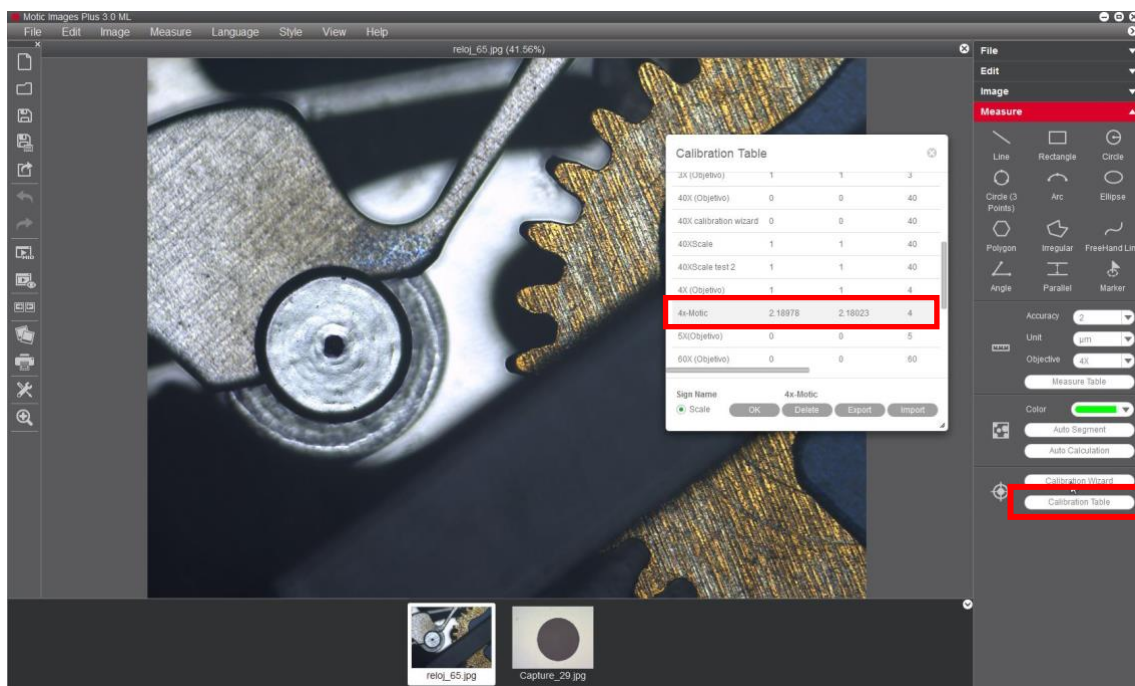 Motic Images Plus 3.0 ML
File Edit Image Measure Language Style View Help
reloj_65.jpg (41.56%)
File
Edit
Image
Measure
Line Rectangle Circle
Circle (3 Points) Arc Ellipse
Polygon Irregular FreeHand Lin
Angle Parallel Marker
Accuracy 2
Unit µm
Objective 4X
Measure Table
Color
Auto Segment
Auto Calculation
Calibration Wizard
Calibration Table
Calibration Table
3X (Objetivo) 1 1 3
40X (Objetivo) 0 0 40
40X calibration wizard 0 0 40
40XScale 1 1 40
40XScale test 2 1 1 40
4X (Objetivo) 1 1 4
4x-Motic 2.18978 2.18023 4
5X(Objetivo) 0 0 5
60X (Objetivo) 0 0 60
Sign Name 4x-Motic
Scale OK Delete Export Import
reloj_65.jpg Capture_29.jpg